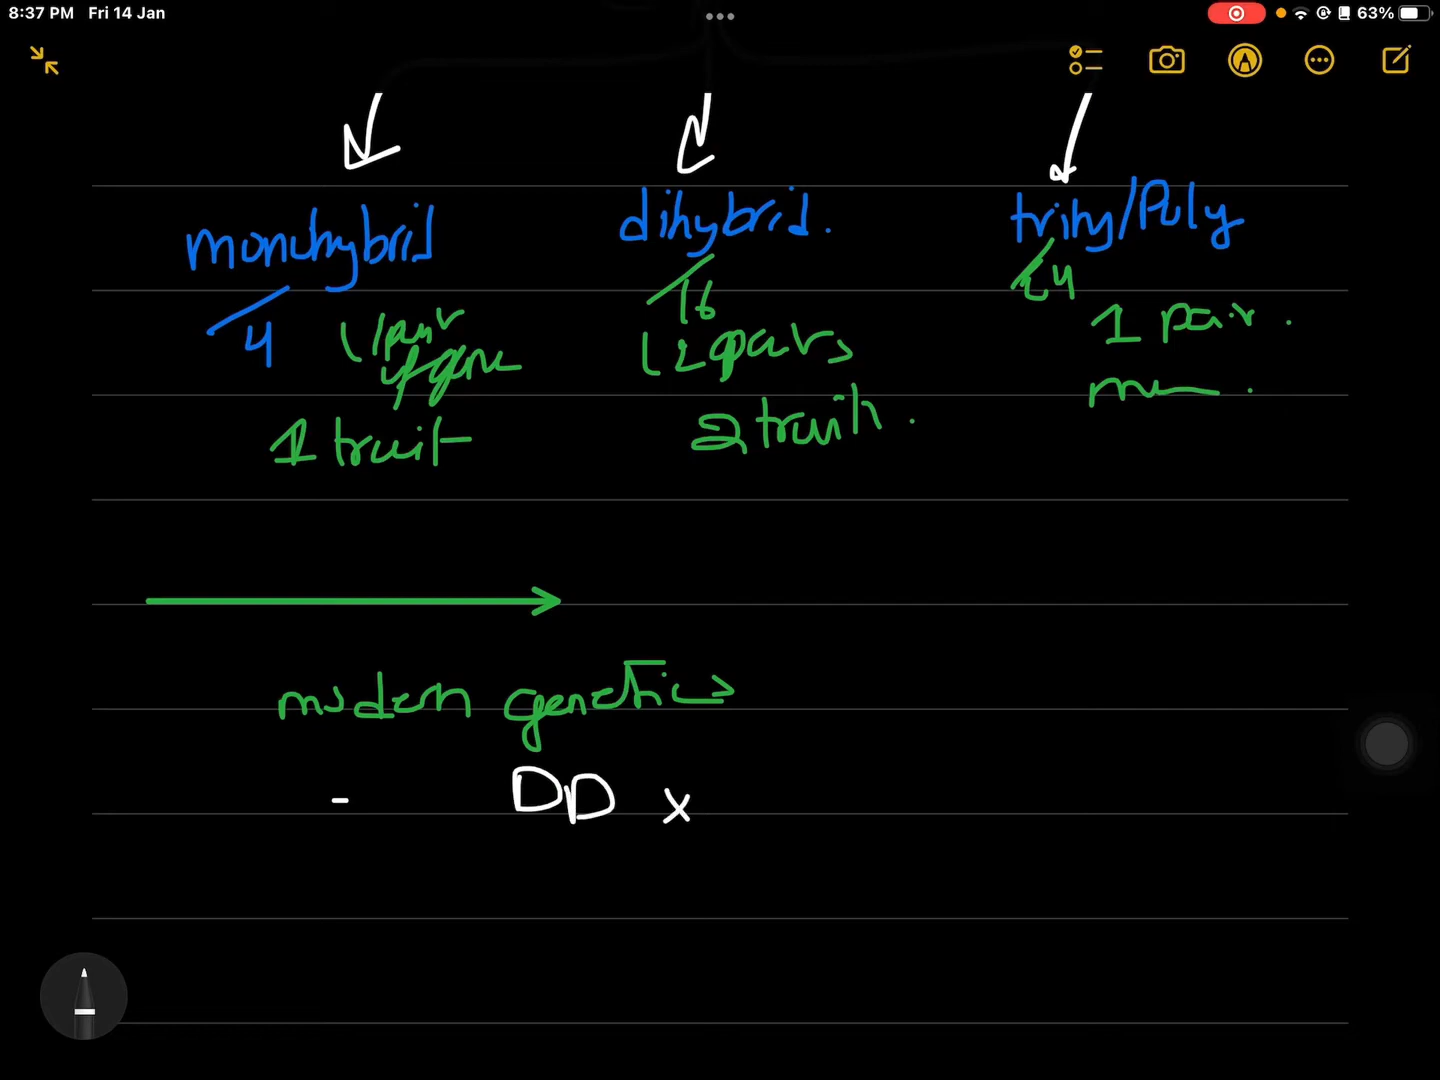 8:37 PM Fri 14 Jan 63%
monohybrid dihybrid. trihy/Poly
4 16 64
1 pair of gene 2 pairs 1 pair.
1 trait 2 traits.
modern genetics
- DD x